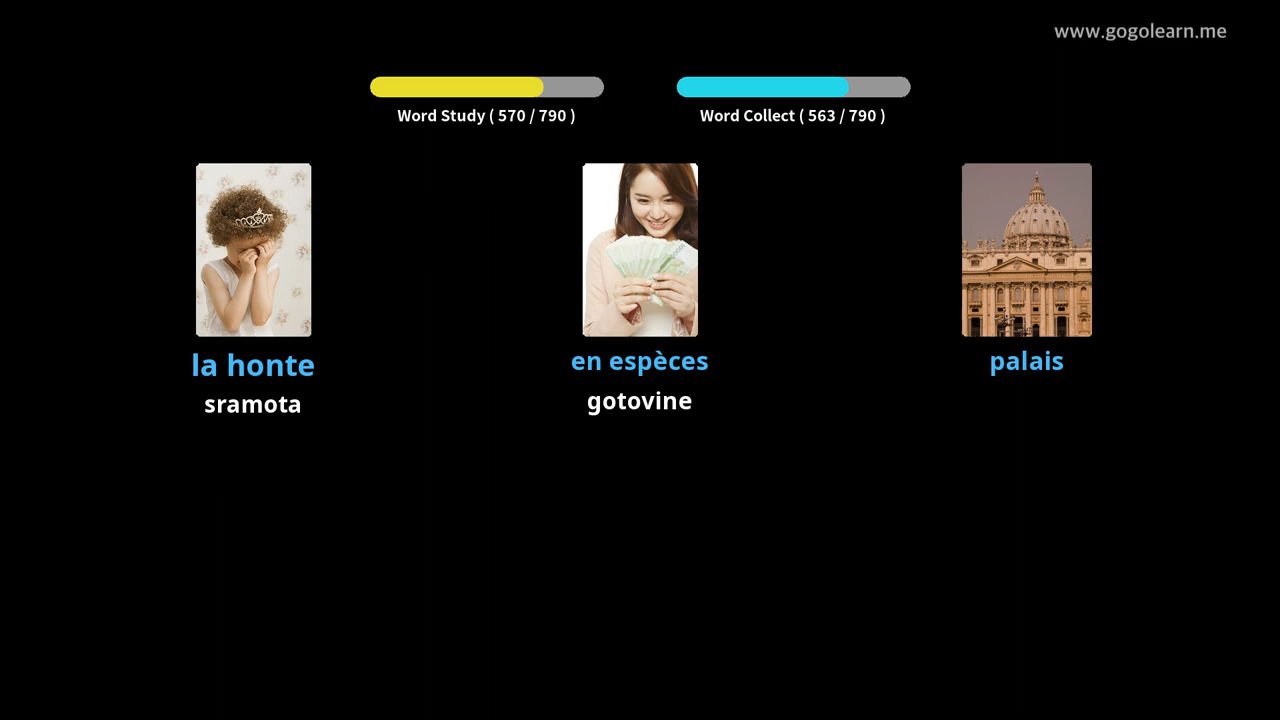 www.gogolearn.me
Word Study ( 570 / 790 )
Word Collect ( 563 / 790 )
la honte
sramota
en espèces
gotovine
palais